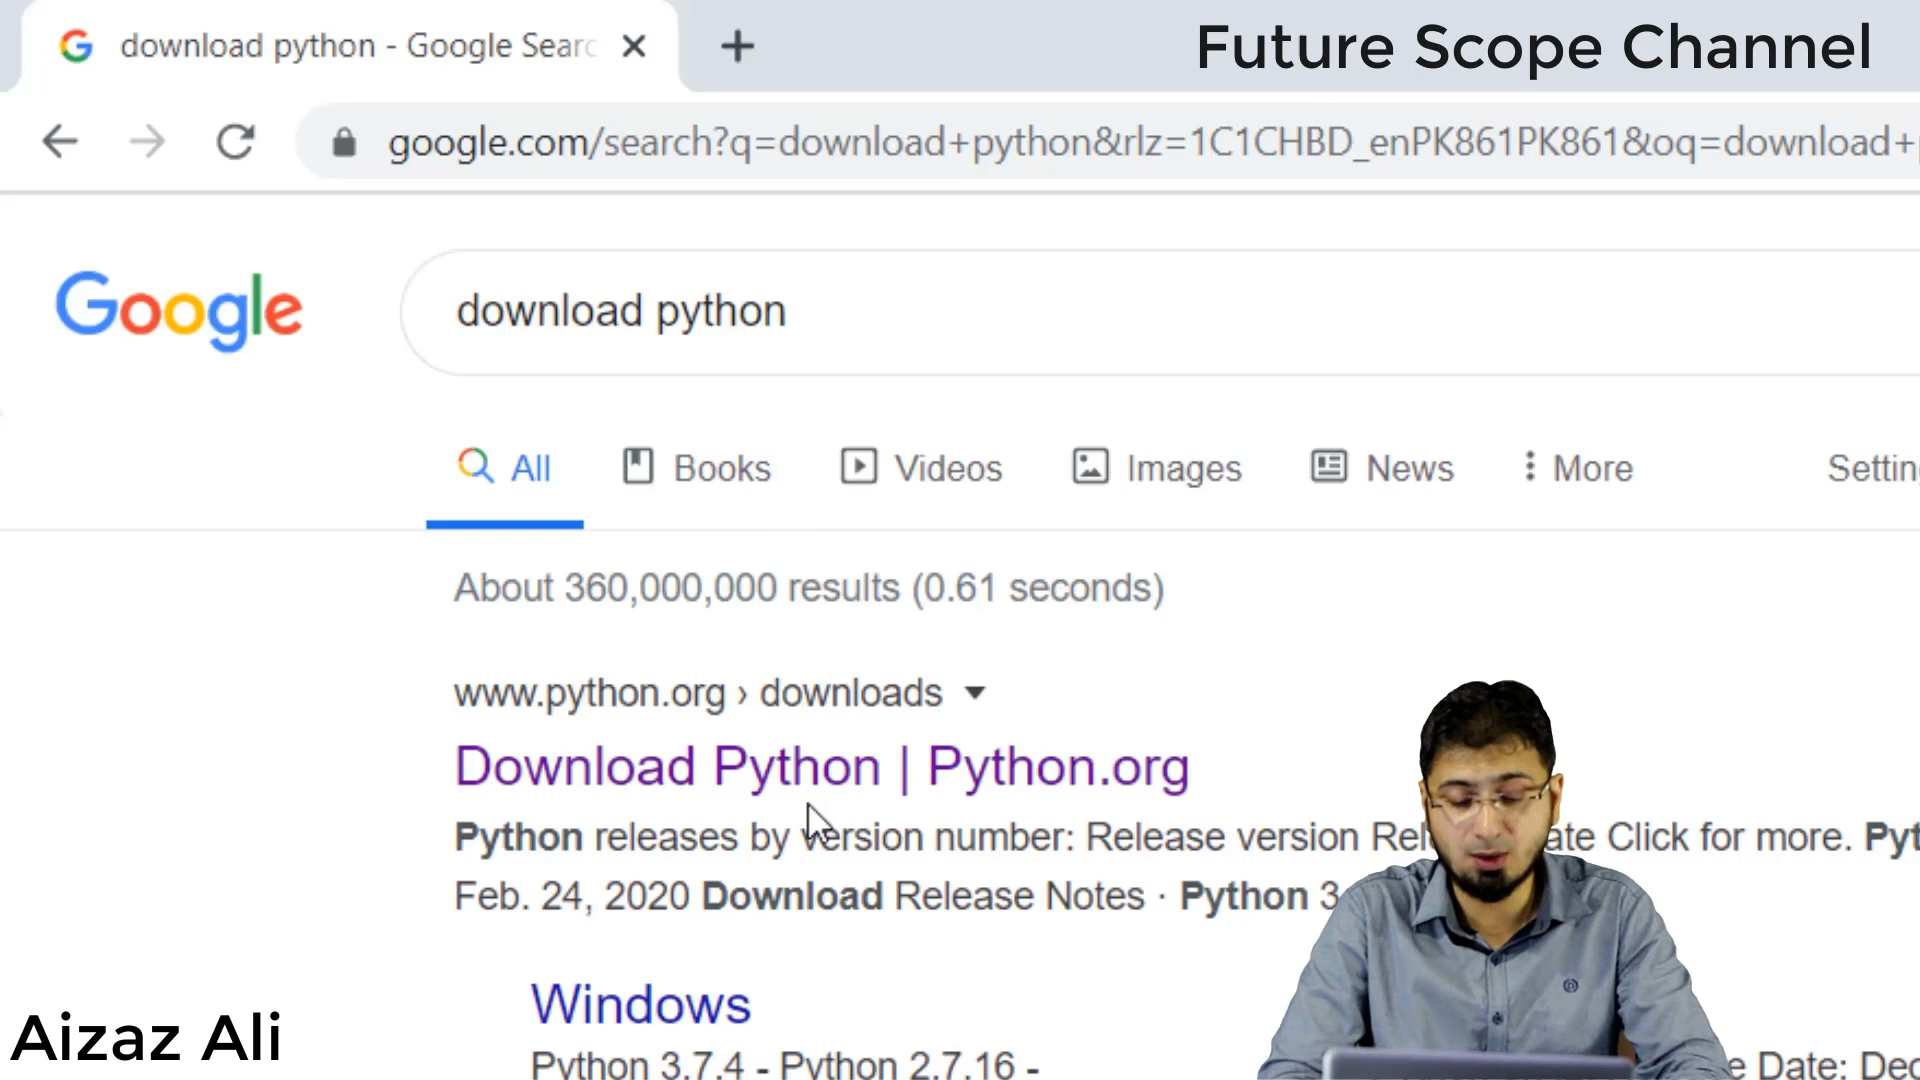 download python - Google Searc
Future Scope Channel
google.com/search?q=download+python&rlz=1C1CHBD_enPK861PK861&oq=download+
Google
download python
All Books Videos Images News More Settin
About 360,000,000 results (0.61 seconds)
www.python.org › downloads
Download Python | Python.org
Python releases by version number: Release version Rel ate Click for more. Pyt
Feb. 24, 2020 Download Release Notes · Python 3
Windows
Aizaz Ali
Python 3.7.4 - Python 2.7.16 - e Date: Dec